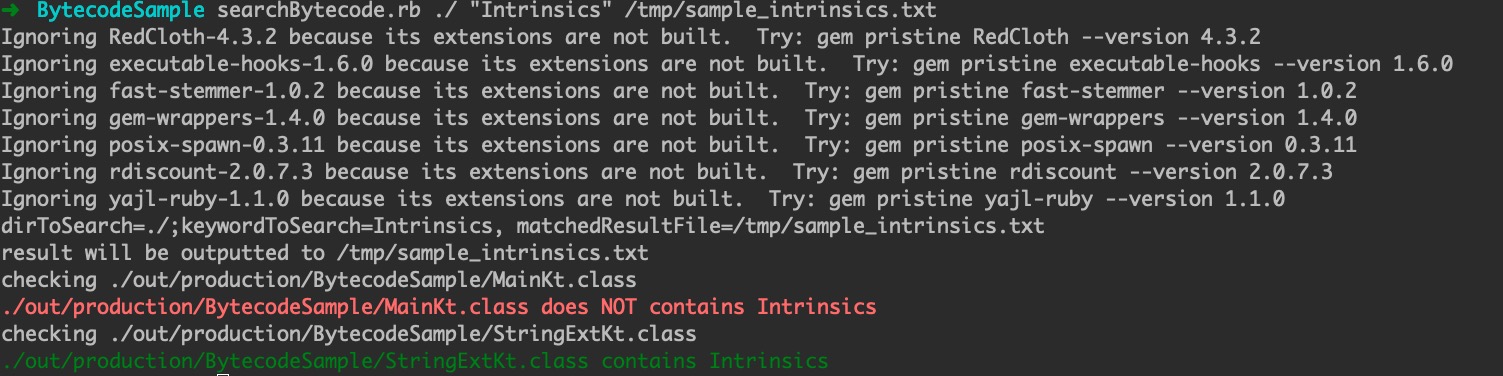 ➜ BytecodeSample searchBytecode.rb ./ "Intrinsics" /tmp/sample_intrinsics.txt
Ignoring RedCloth-4.3.2 because its extensions are not built.  Try: gem pristine RedCloth --version 4.3.2
Ignoring executable-hooks-1.6.0 because its extensions are not built.  Try: gem pristine executable-hooks --version 1.6.0
Ignoring fast-stemmer-1.0.2 because its extensions are not built.  Try: gem pristine fast-stemmer --version 1.0.2
Ignoring gem-wrappers-1.4.0 because its extensions are not built.  Try: gem pristine gem-wrappers --version 1.4.0
Ignoring posix-spawn-0.3.11 because its extensions are not built.  Try: gem pristine posix-spawn --version 0.3.11
Ignoring rdiscount-2.0.7.3 because its extensions are not built.  Try: gem pristine rdiscount --version 2.0.7.3
Ignoring yajl-ruby-1.1.0 because its extensions are not built.  Try: gem pristine yajl-ruby --version 1.1.0
dirToSearch=./;keywordToSearch=Intrinsics, matchedResultFile=/tmp/sample_intrinsics.txt
result will be outputted to /tmp/sample_intrinsics.txt
checking ./out/production/BytecodeSample/MainKt.class
./out/production/BytecodeSample/MainKt.class does NOT contains Intrinsics
checking ./out/production/BytecodeSample/StringExtKt.class
./out/production/BytecodeSample/StringExtKt.class contains Intrinsics